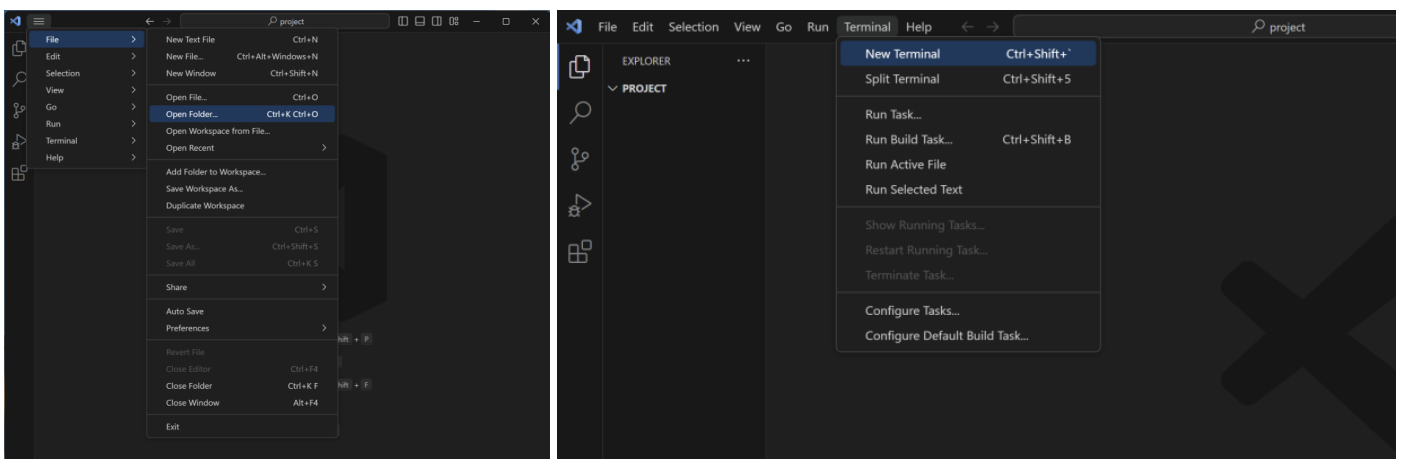 project
File
Edit
Selection
View
Go
Run
Terminal
Help
New Text File Ctrl+N
New File... Ctrl+Alt+Windows+N
New Window Ctrl+Shift+N
Open File... Ctrl+O
Open Folder... Ctrl+K Ctrl+O
Open Workspace from File...
Open Recent
Add Folder to Workspace...
Save Workspace As...
Duplicate Workspace
Save Ctrl+S
Save As... Ctrl+Shift+S
Save All Ctrl+K S
Share
Auto Save
Preferences
Revert File
Close Editor Ctrl+F4
Close Folder Ctrl+K F
Close Window Alt+F4
Exit
+ P
+ F
File Edit Selection View Go Run Terminal Help project
EXPLORER ...
PROJECT
New Terminal Ctrl+Shift+`
Split Terminal Ctrl+Shift+5
Run Task...
Run Build Task... Ctrl+Shift+B
Run Active File
Run Selected Text
Show Running Tasks...
Restart Running Task...
Terminate Task...
Configure Tasks...
Configure Default Build Task...